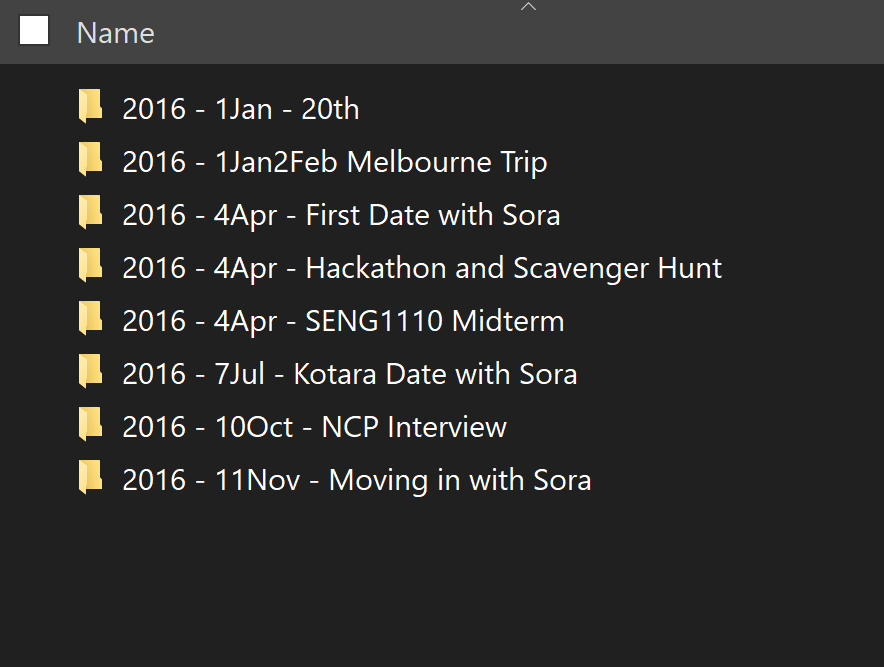 Name
2016 - 1Jan - 20th
2016 - 1Jan2Feb Melbourne Trip
2016 - 4Apr - First Date with Sora
2016 - 4Apr - Hackathon and Scavenger Hunt
2016 - 4Apr - SENG1110 Midterm
2016 - 7Jul - Kotara Date with Sora
2016 - 10Oct - NCP Interview
2016 - 11Nov - Moving in with Sora